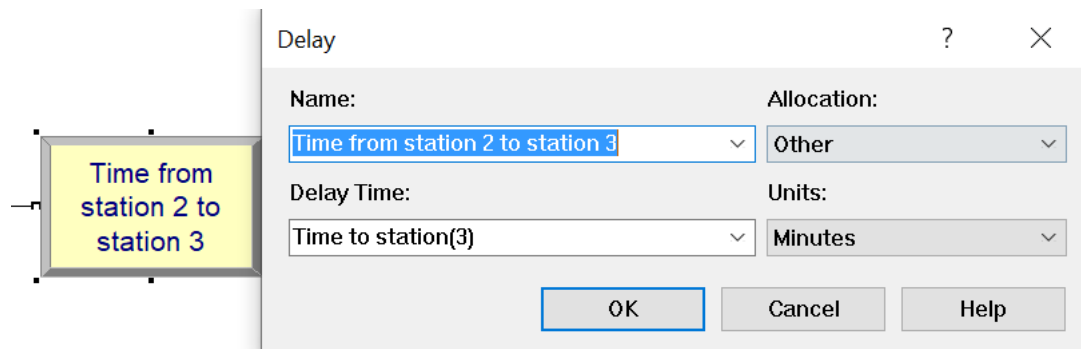 Delay
?
Name:
Allocation:
Time from station 2 to station 3
Other
Delay Time:
Units:
Time to station(3)
Minutes
OK
Cancel
Help
Time from
station 2 to
station 3